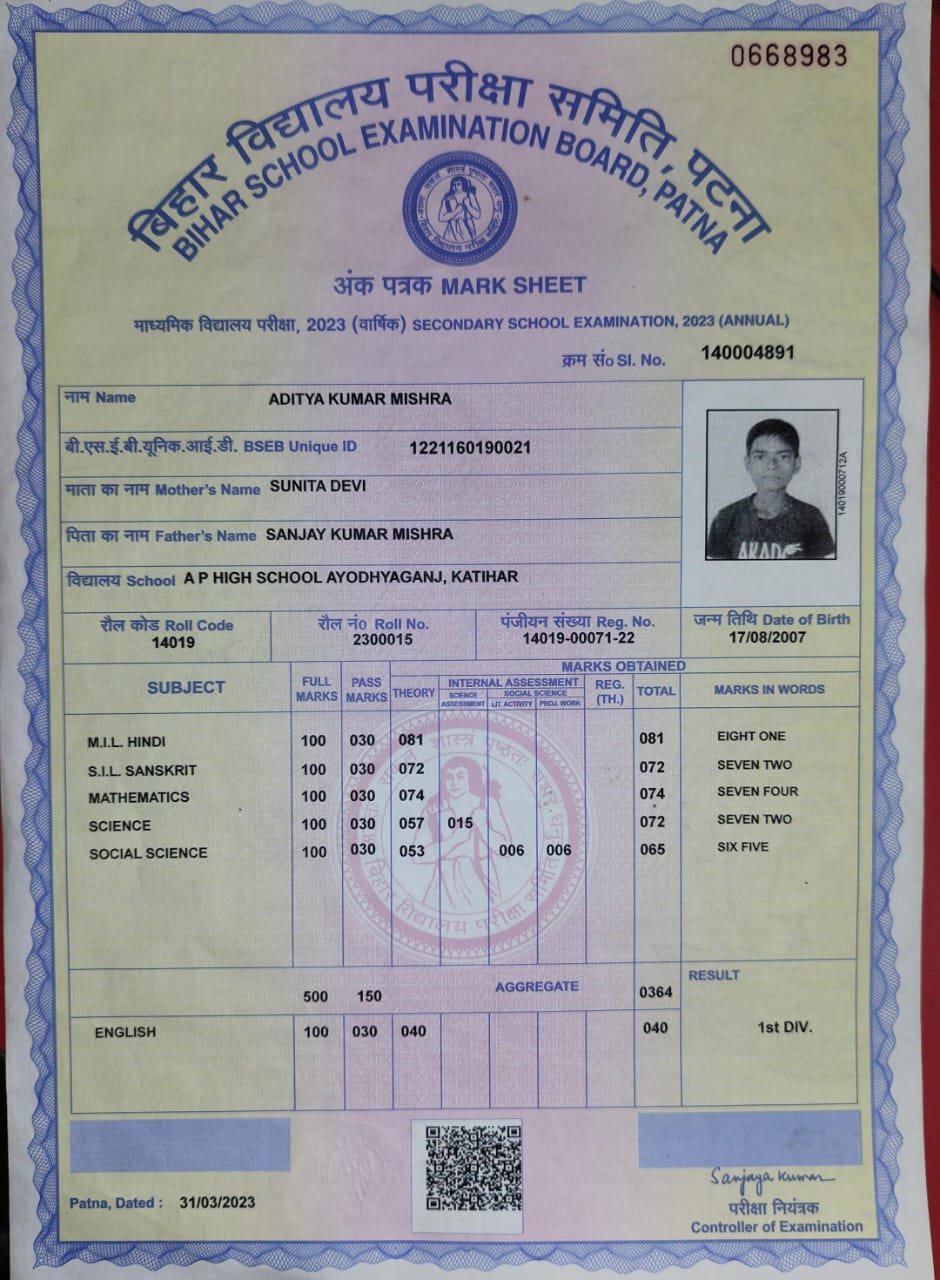 0668983
बिहार विद्यालय परीक्षा समिति, पटना
BIHAR SCHOOL EXAMINATION BOARD, PATNA
अंक पत्रक MARK SHEET
माध्यमिक विद्यालय परीक्षा, 2023 (वार्षिक) SECONDARY SCHOOL EXAMINATION, 2023 (ANNUAL)
क्रम सं० Sl. No. 140004891
नाम Name ADITYA KUMAR MISHRA
बी.एस.ई.बी.यूनिक.आई.डी. BSEB Unique ID 1221160190021
माता का नाम Mother's Name SUNITA DEVI
पिता का नाम Father's Name SANJAY KUMAR MISHRA
विद्यालय School A P HIGH SCHOOL AYODHYAGANJ, KATIHAR
14019000712A
AKAD
रौल कोड Roll Code रौल नं० Roll No. पंजीयन संख्या Reg. No. जन्म तिथि Date of Birth
14019 2300015 14019-00071-22 17/08/2007
MARKS OBTAINED
SUBJECT FULL MARKS PASS MARKS THEORY INTERNAL ASSESSMENT REG. (TH.) TOTAL MARKS IN WORDS
SCIENCE ASSESSMENT SOCIAL SCIENCE
LIT. ACTIVITY PROJ. WORK
M.I.L. HINDI 100 030 081 081 EIGHT ONE
S.I.L. SANSKRIT 100 030 072 072 SEVEN TWO
MATHEMATICS 100 030 074 074 SEVEN FOUR
SCIENCE 100 030 057 015 072 SEVEN TWO
SOCIAL SCIENCE 100 030 053 006 006 065 SIX FIVE
बिहार विद्यालय परीक्षा समिति
500 150 AGGREGATE 0364 RESULT
ENGLISH 100 030 040 040 1st DIV.
Patna, Dated : 31/03/2023
Sanjaya Kumar
परीक्षा नियंत्रक
Controller of Examination